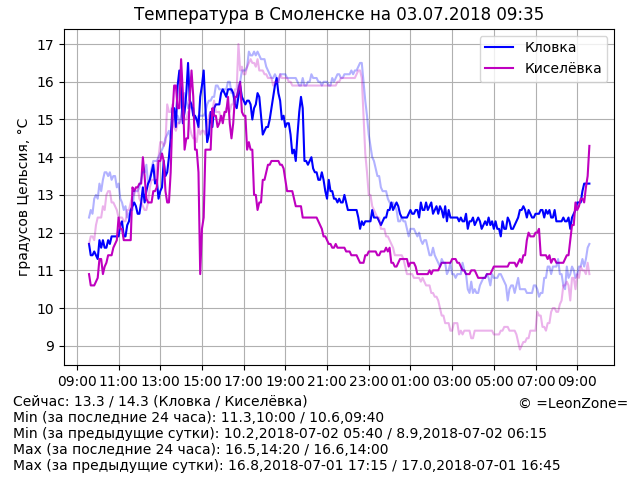 Температура в Смоленске на 03.07.2018 09:35
17
16
15
14
13
12
11
10
9
градусов Цельсия, °C
Кловка
Киселёвка
09:00 11:00 13:00 15:00 17:00 19:00 21:00 23:00 01:00 03:00 05:00 07:00 09:00
Сейчас: 13.3 / 14.3 (Кловка / Киселёвка)
© =LeonZone=
Min (за последние 24 часа): 11.3,10:00 / 10.6,09:40
Min (за предыдущие сутки): 10.2,2018-07-02 05:40 / 8.9,2018-07-02 06:15
Max (за последние 24 часа): 16.5,14:20 / 16.6,14:00
Max (за предыдущие сутки): 16.8,2018-07-01 17:15 / 17.0,2018-07-01 16:45